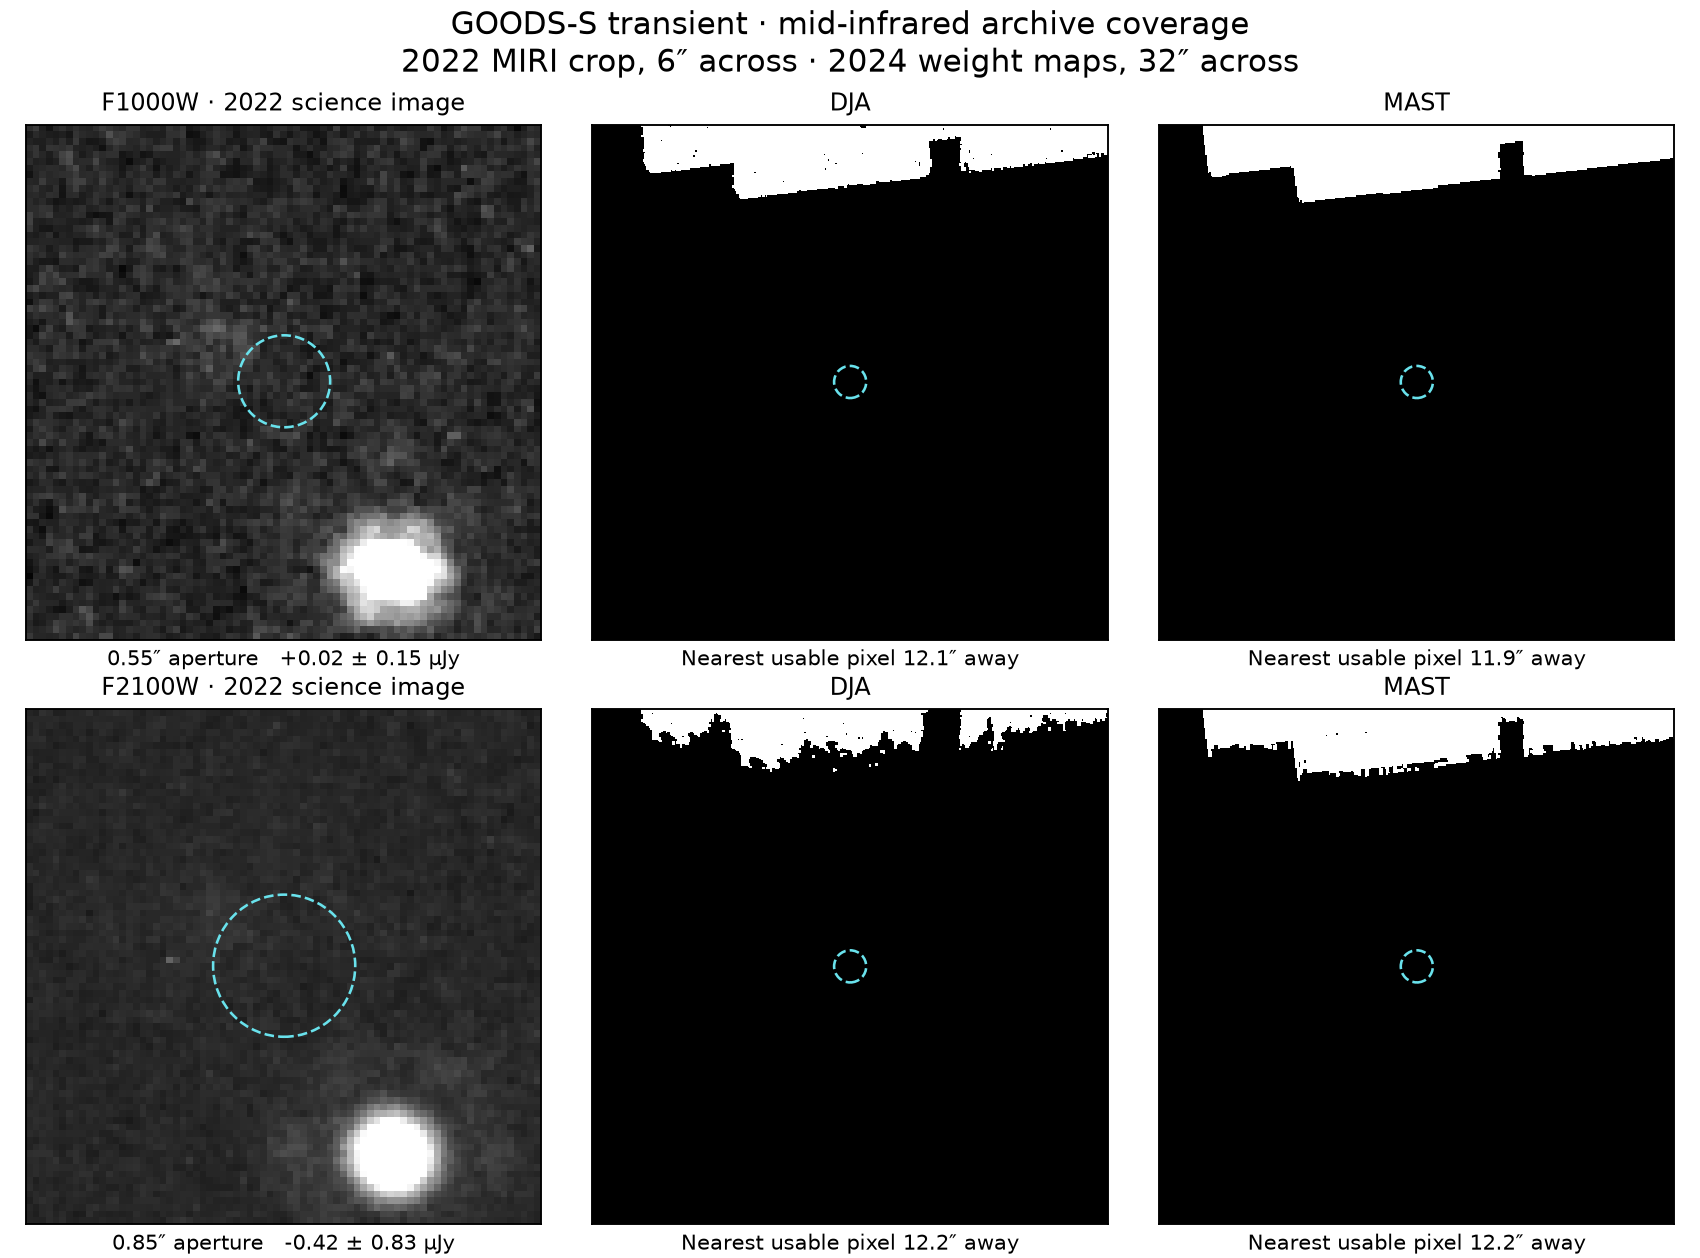 GOODS-S transient · mid-infrared archive coverage
2022 MIRI crop, 6″ across · 2024 weight maps, 32″ across
F1000W · 2022 science image
DJA
MAST
0.55″ aperture   +0.02 ± 0.15 μJy
Nearest usable pixel 12.1″ away
Nearest usable pixel 11.9″ away
F2100W · 2022 science image
DJA
MAST
0.85″ aperture   -0.42 ± 0.83 μJy
Nearest usable pixel 12.2″ away
Nearest usable pixel 12.2″ away